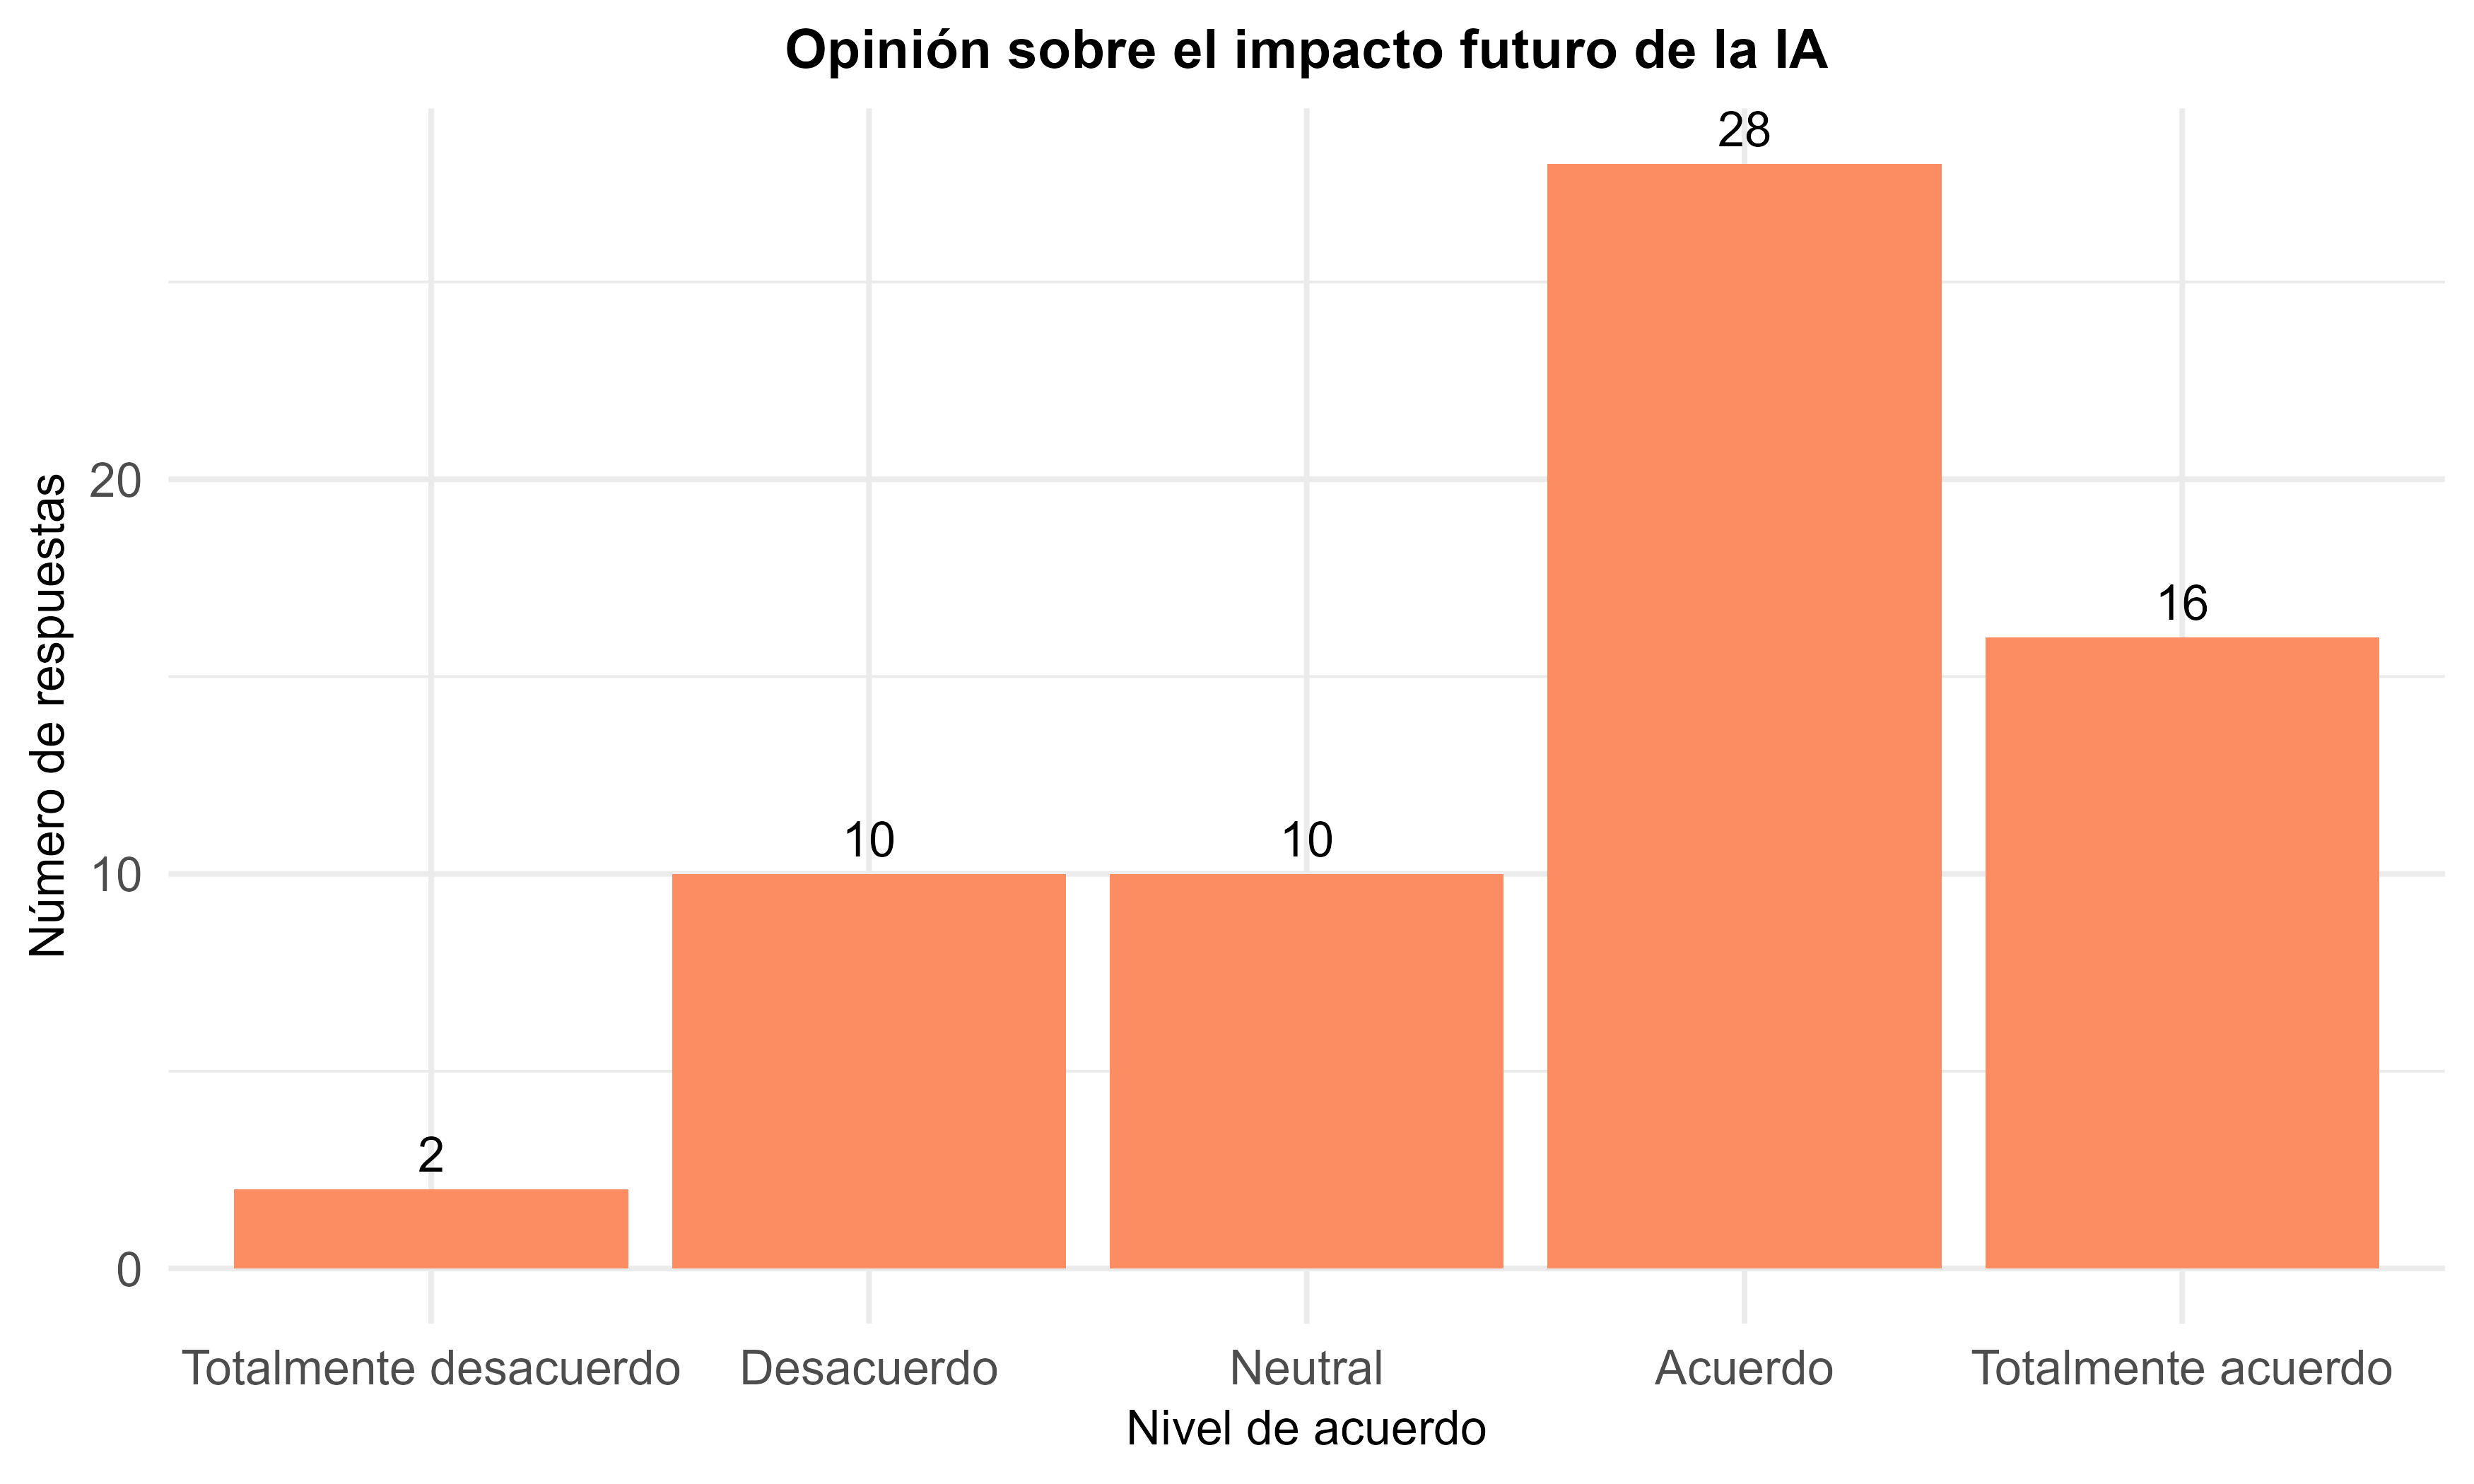 Opinión sobre el impacto futuro de la IA
28
20
16
10
10
10
2
0
Número de respuestas
Totalmente desacuerdo Desacuerdo Neutral Acuerdo Totalmente acuerdo
Nivel de acuerdo